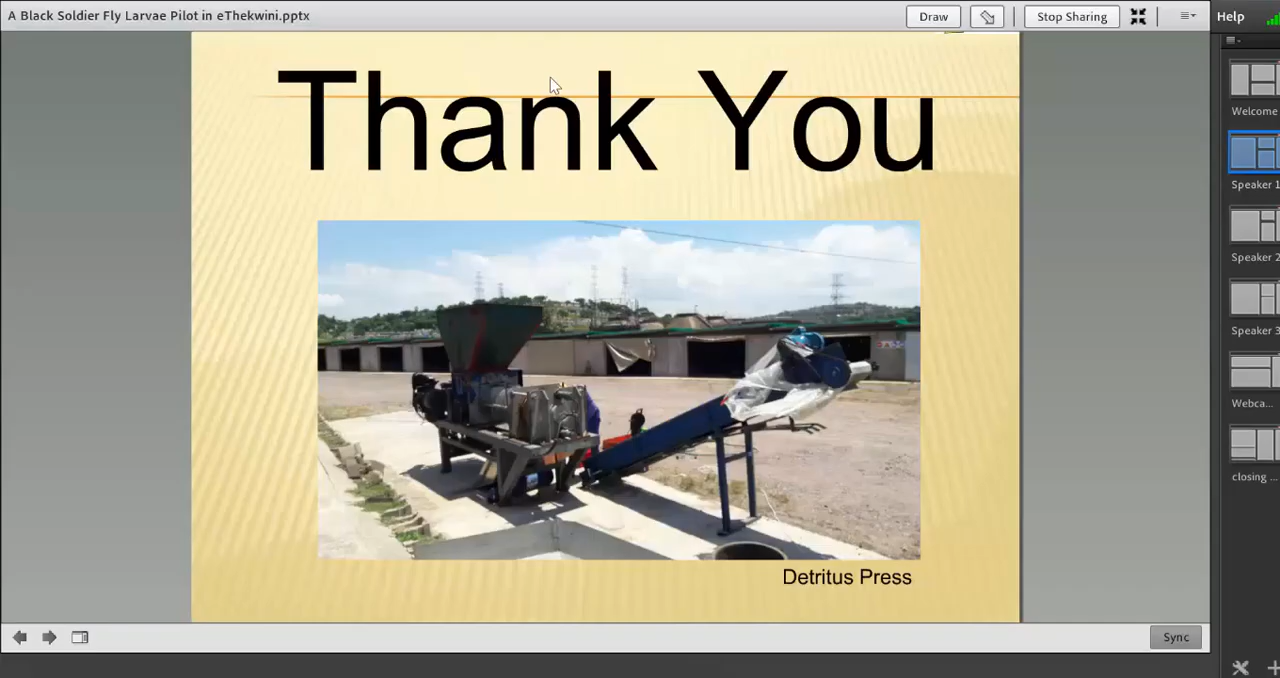 A Black Soldier Fly Larvae Pilot in eThekwini.pptx
Draw
Stop Sharing
Help
Thank You
Detritus Press
Welcome
Speaker 1
Speaker 2
Speaker 3
Webca...
closing ...
Sync